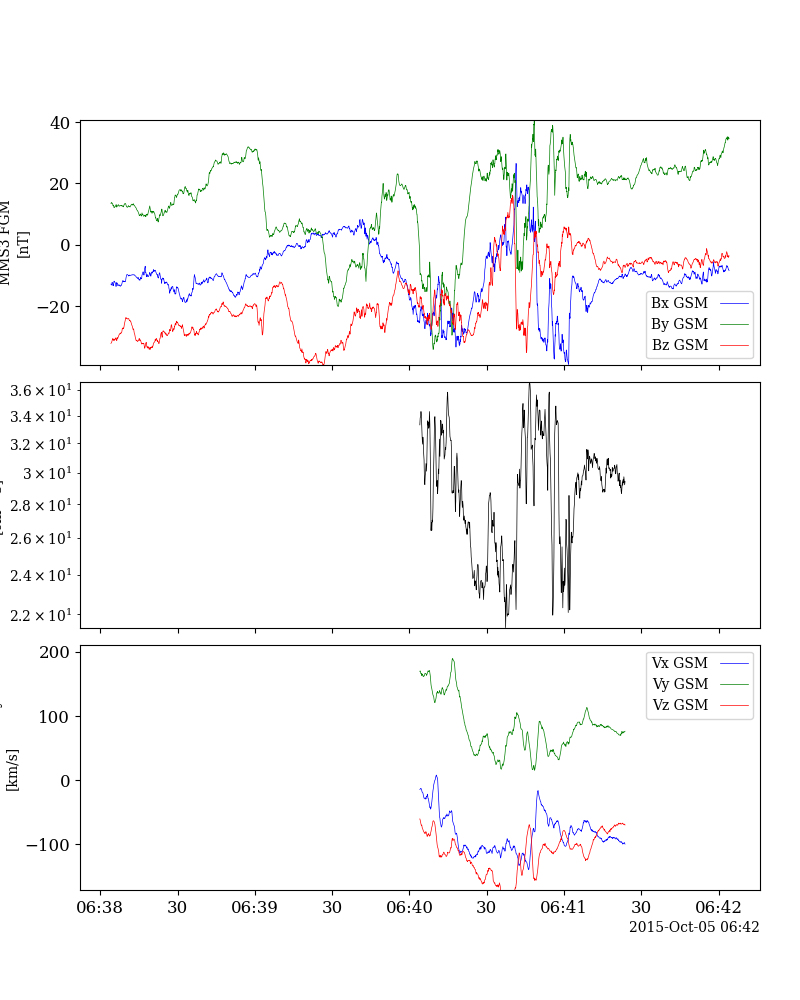 40
20
0
−20
MMS3 FGM
[nT]
Bx GSM
By GSM
Bz GSM
3.6 × 10¹
3.4 × 10¹
3.2 × 10¹
3 × 10¹
2.8 × 10¹
2.6 × 10¹
2.4 × 10¹
2.2 × 10¹
200
100
0
−100
[km/s]
Vx GSM
Vy GSM
Vz GSM
06:38 30 06:39 30 06:40 30 06:41 30 06:42
2015-Oct-05 06:42